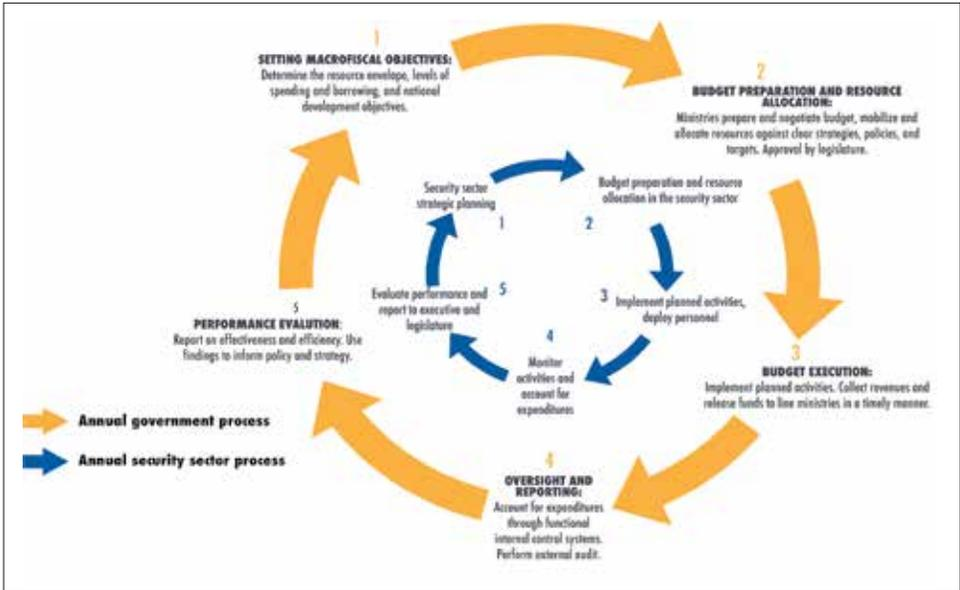 1
SETTING MACROFISCAL OBJECTIVES:
Determine the resource envelope, levels of
spending and borrowing, and national
development objectives.
2
BUDGET PREPARATION AND RESOURCE
ALLOCATION:
Ministries prepare and negotiate budget, mobilize and
allocate resources against clear strategies, policies, and
targets. Approval by legislature.
3
BUDGET EXECUTION:
Implement planned activities. Collect revenues and
release funds to line ministries in a timely manner.
4
OVERSIGHT AND
REPORTING:
Account for expenditures
through functional
internal control systems.
Perform external audit.
5
PERFORMANCE EVALUTION:
Report on effectiveness and efficiency. Use
findings to inform policy and strategy.
Security sector
strategic planning
1
Budget preparation and resource
allocation in the security sector
2
3
Implement planned activities,
deploy personnel
4
Monitor
activities and
account for
expenditures
5
Evaluate performance and
report to executive and
legislature
Annual government process
Annual security sector process